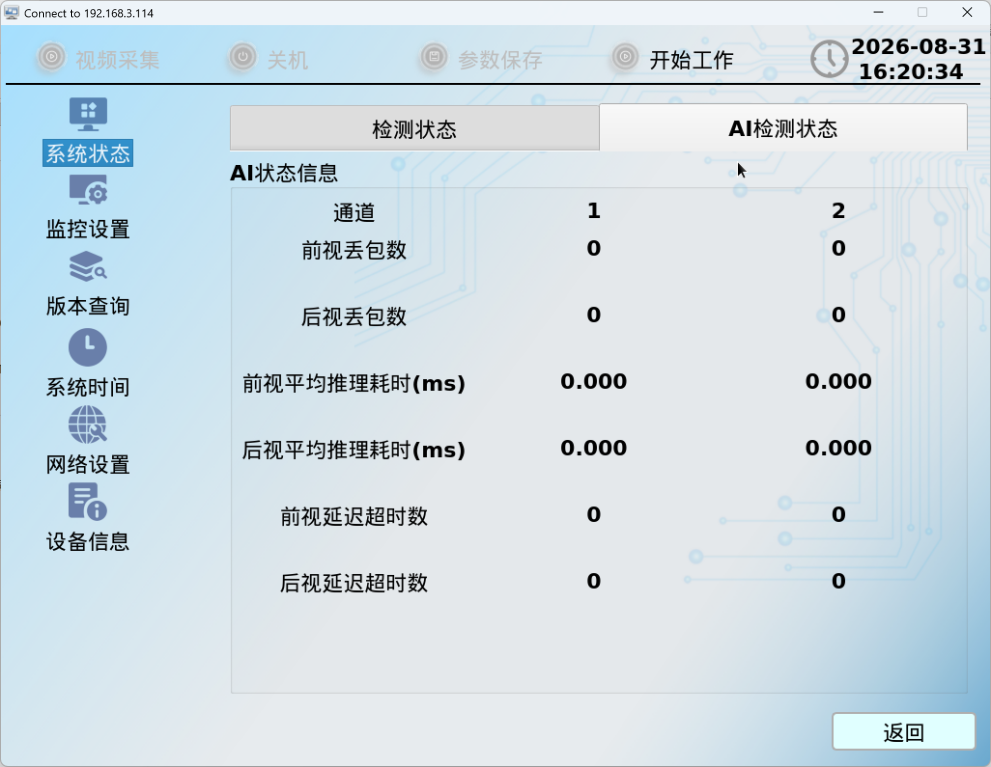 Connect to 192.168.3.114
视频采集 关机 参数保存 开始工作 2026-08-31
16:20:34
系统状态
监控设置
版本查询
系统时间
网络设置
设备信息
检测状态 AI检测状态
AI状态信息
通道 1 2
前视丢包数 0 0
后视丢包数 0 0
前视平均推理耗时(ms) 0.000 0.000
后视平均推理耗时(ms) 0.000 0.000
前视延迟超时数 0 0
后视延迟超时数 0 0
返回